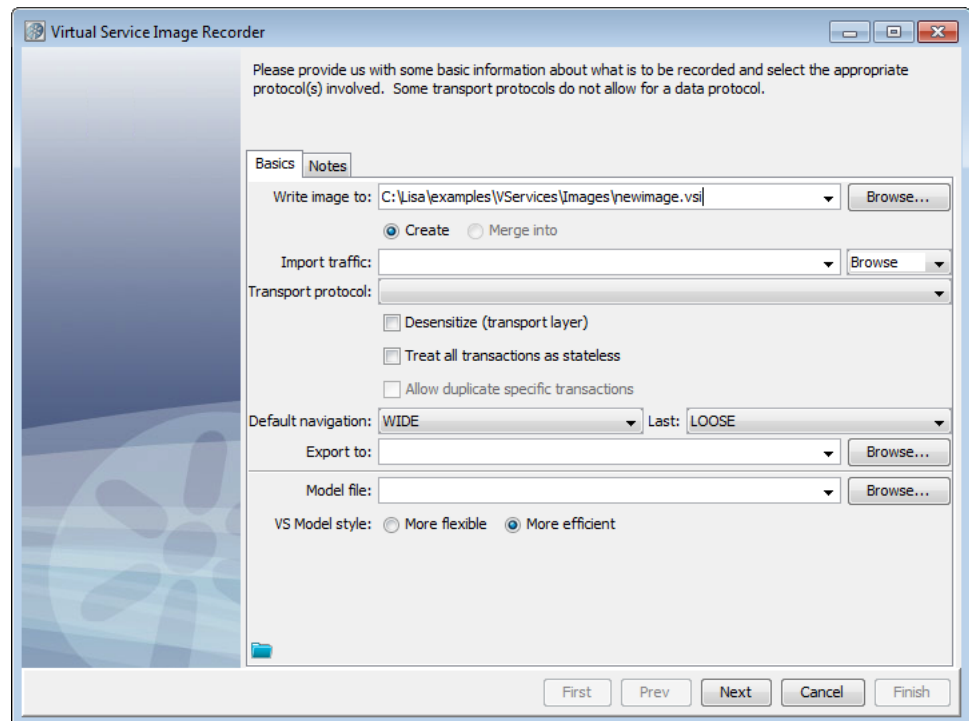 Virtual Service Image Recorder
Please provide us with some basic information about what is to be recorded and select the appropriate
protocol(s) involved. Some transport protocols do not allow for a data protocol.
Basics Notes
Write image to: C:\Lisa\examples\VServices\Images\newimage.vsi Browse...
Create Merge into
Import traffic: Browse
Transport protocol:
Desensitize (transport layer)
Treat all transactions as stateless
Allow duplicate specific transactions
Default navigation: WIDE Last: LOOSE
Export to: Browse...
Model file: Browse...
VS Model style: More flexible More efficient
First Prev Next Cancel Finish